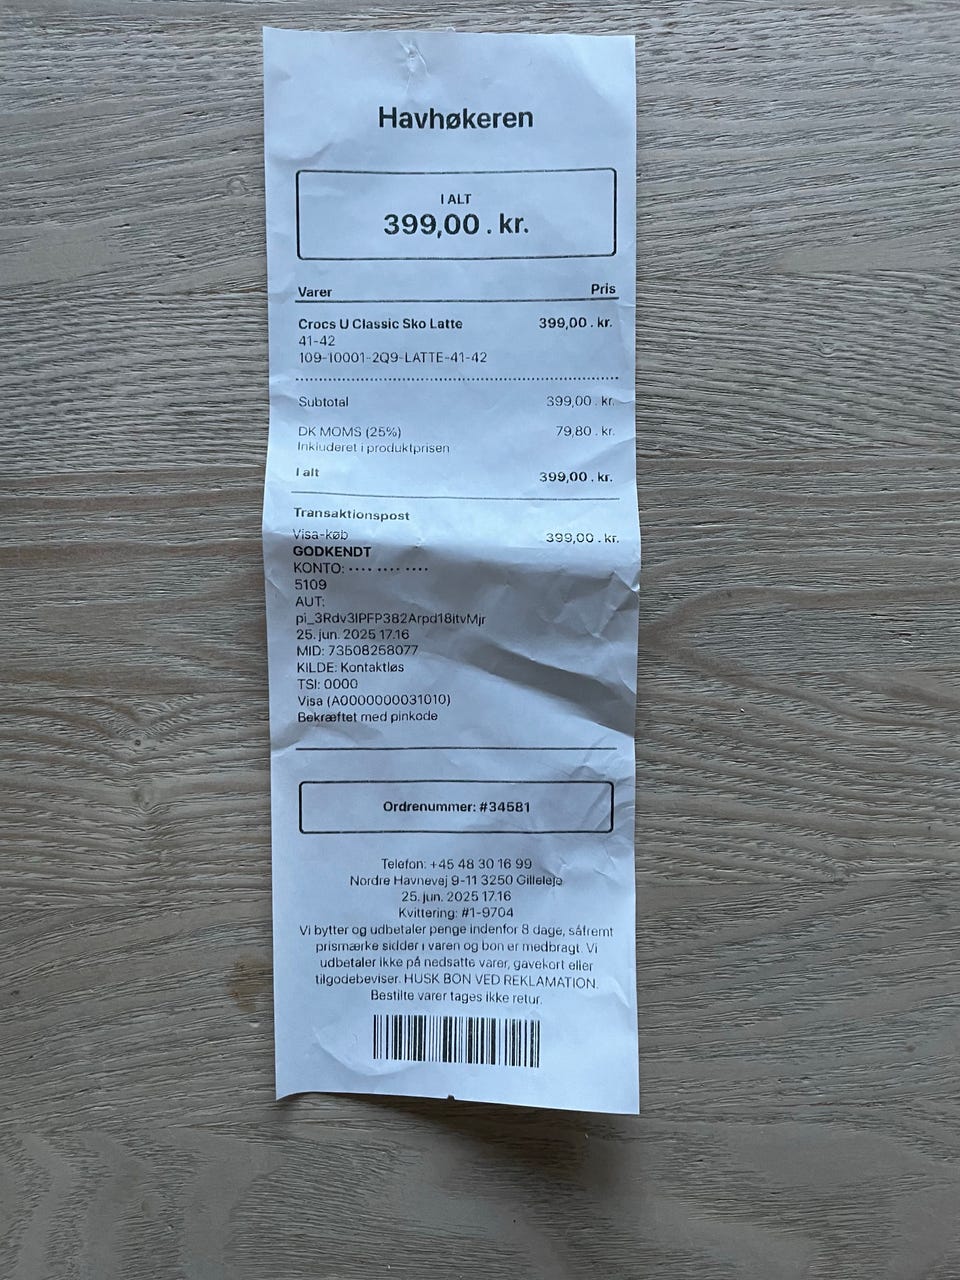 Havhøkeren
I ALT
399,00 . kr.
Varer Pris
Crocs U Classic Sko Latte 399,00 . kr.
41-42
109-10001-2Q9-LATTE-41-42
Subtotal 399,00 . kr.
DK MOMS (25%) 79,80 . kr.
Inkluderet i produktprisen
I alt 399,00 . kr.
Transaktionspost
Visa-køb 399,00 . kr.
GODKENDT
KONTO: •••• •••• ••••
5109
AUT:
pi_3Rdv3IPFP382Arpd18itvMjr
25. jun. 2025 17.16
MID: 73508258077
KILDE: Kontaktløs
TSI: 0000
Visa (A0000000031010)
Bekræftet med pinkode
Ordrenummer: #34581
Telefon: +45 48 30 16 99
Nordre Havnevej 9-11 3250 Gilleleje
25. jun. 2025 17.16
Kvittering: #1-9704
Vi bytter og udbetaler penge indenfor 8 dage, såfremt
prismærke sidder i varen og bon er medbragt. Vi
udbetaler ikke på nedsatte varer, gavekort eller
tilgodebeviser. HUSK BON VED REKLAMATION.
Bestilte varer tages ikke retur.